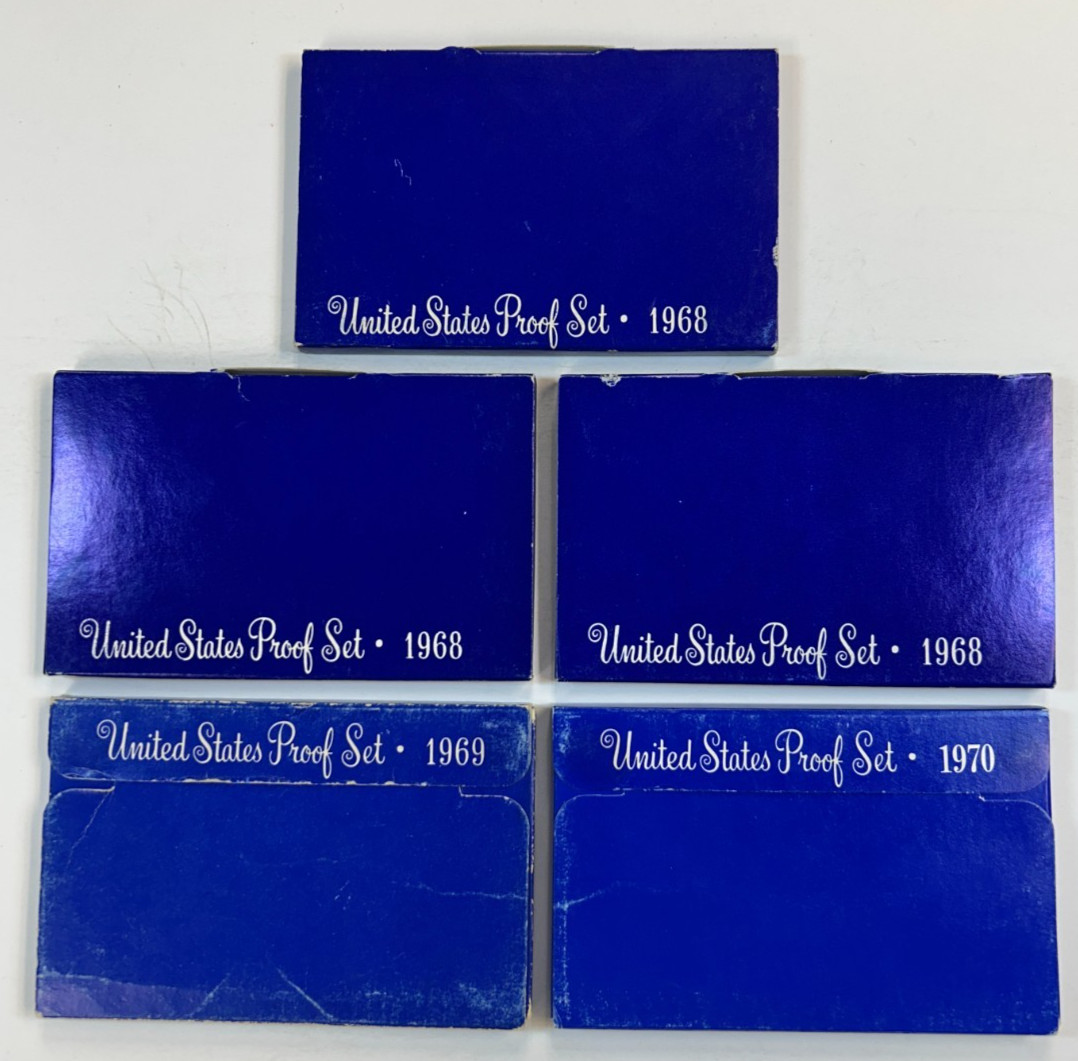 United States Proof Set • 1968
United States Proof Set • 1968
United States Proof Set • 1968
United States Proof Set • 1969
United States Proof Set • 1970